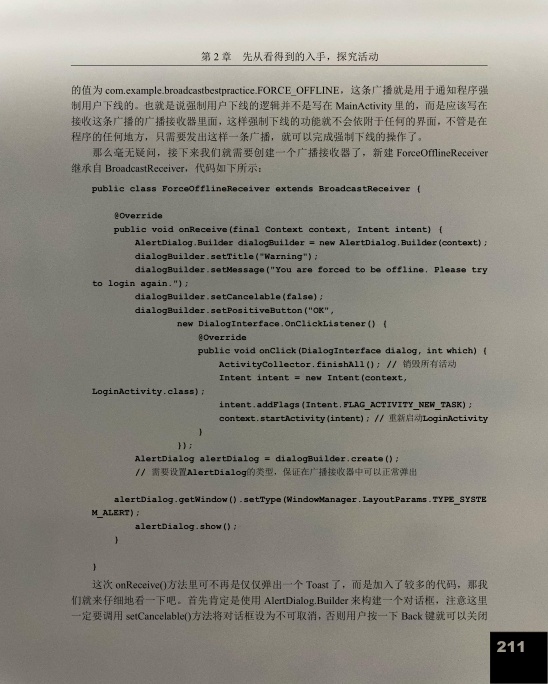 第 2 章 先从看得到的入手，探究活动
的值为 com.example.broadcastbestpractice.FORCE_OFFLINE，这条广播就是用于通知程序强
制用户下线的。也就是说强制用户下线的逻辑并不是写在 MainActivity 里的，而是应该写在
接收这条广播的广播接收器里面，这样强制下线的功能就不会依附于任何的界面，不管是在
程序的任何地方，只需要发出这样一条广播，就可以完成强制下线的操作了。
那么毫无疑问，接下来我们就需要创建一个广播接收器了，新建 ForceOfflineReceiver
继承自 BroadcastReceiver，代码如下所示：
public class ForceOfflineReceiver extends BroadcastReceiver {
@Override
public void onReceive(final Context context, Intent intent) {
AlertDialog.Builder dialogBuilder = new AlertDialog.Builder(context);
dialogBuilder.setTitle("Warning");
dialogBuilder.setMessage("You are forced to be offline. Please try
to login again.");
dialogBuilder.setCancelable(false);
dialogBuilder.setPositiveButton("OK",
new DialogInterface.OnClickListener() {
@Override
public void onClick(DialogInterface dialog, int which) {
ActivityCollector.finishAll(); // 销毁所有活动
Intent intent = new Intent(context,
LoginActivity.class);
intent.addFlags(Intent.FLAG_ACTIVITY_NEW_TASK);
context.startActivity(intent); // 重新启动LoginActivity
}
});
AlertDialog alertDialog = dialogBuilder.create();
// 需要设置AlertDialog的类型，保证在广播接收器中可以正常弹出
alertDialog.getWindow().setType(WindowManager.LayoutParams.TYPE_SYSTE
M_ALERT);
alertDialog.show();
}
}
这次 onReceive()方法里可不再是仅仅弹出一个 Toast 了，而是加入了较多的代码，那我
们就来仔细地看一下吧。首先肯定是使用 AlertDialog.Builder 来构建一个对话框，注意这里
一定要调用 setCancelable()方法将对话框设为不可取消，否则用户按一下 Back 键就可以关闭
211